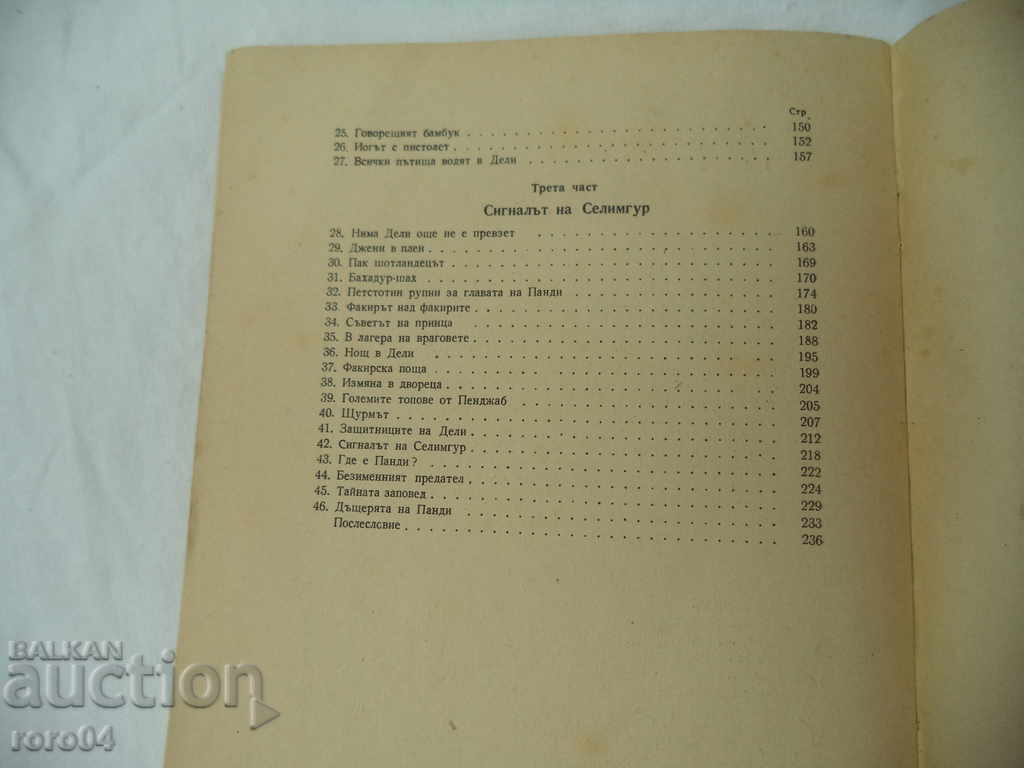 Стр.
25. Говорещият бамбук . . . 150
26. Йогът с пистолет . . . 152
27. Всички пътища водят в Дели . . . 157
Трета част
Сигналът на Селимгур
28. Нима Дели още не е превзет . . . 160
29. Джени в плен . . . 163
30. Пак шотландецът . . . 169
31. Бахадур-шах . . . 170
32. Петстотин рупии за главата на Панди . . . 174
33. Факирът над факирите . . . 180
34. Съветът на принца . . . 182
35. В лагера на враговете . . . 188
36. Нощ в Дели . . . 195
37. Факирска поща . . . 199
38. Измяна в двореца . . . 204
39. Големите топове от Пенджаб . . . 205
40. Щурмът . . . 207
41. Защитниците на Дели . . . 212
42. Сигналът на Селимгур . . . 218
43. Где е Панди? . . . 222
44. Безименният предател . . . 224
45. Тайната заповед . . . 229
46. Дъщерята на Панди . . . 233
Послесловие . . . 236
BALKAN
auction
roro04